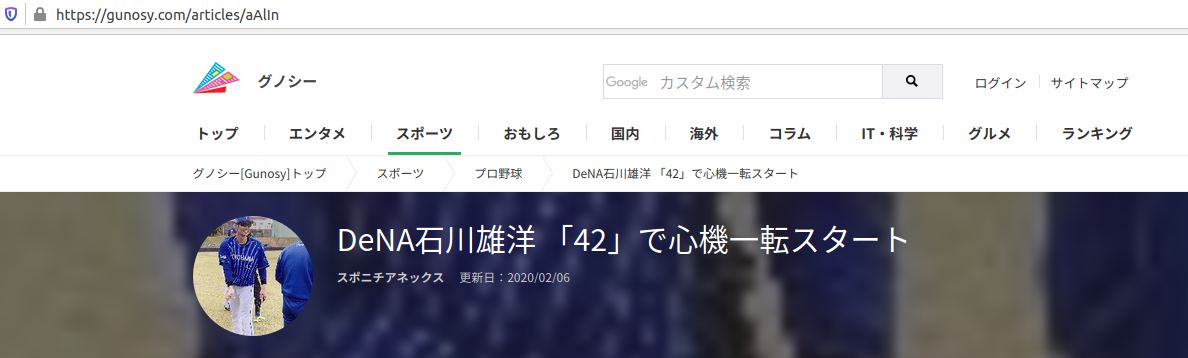 https://gunosy.com/articles/aAlIn
グノシー
Google カスタム検索
ログイン サイトマップ
トップ エンタメ スポーツ おもしろ 国内 海外 コラム IT・科学 グルメ ランキング
グノシー[Gunosy]トップ スポーツ プロ野球 DeNA石川雄洋 「42」で心機一転スタート
DeNA石川雄洋 「42」で心機一転スタート
スポニチアネックス 更新日：2020/02/06